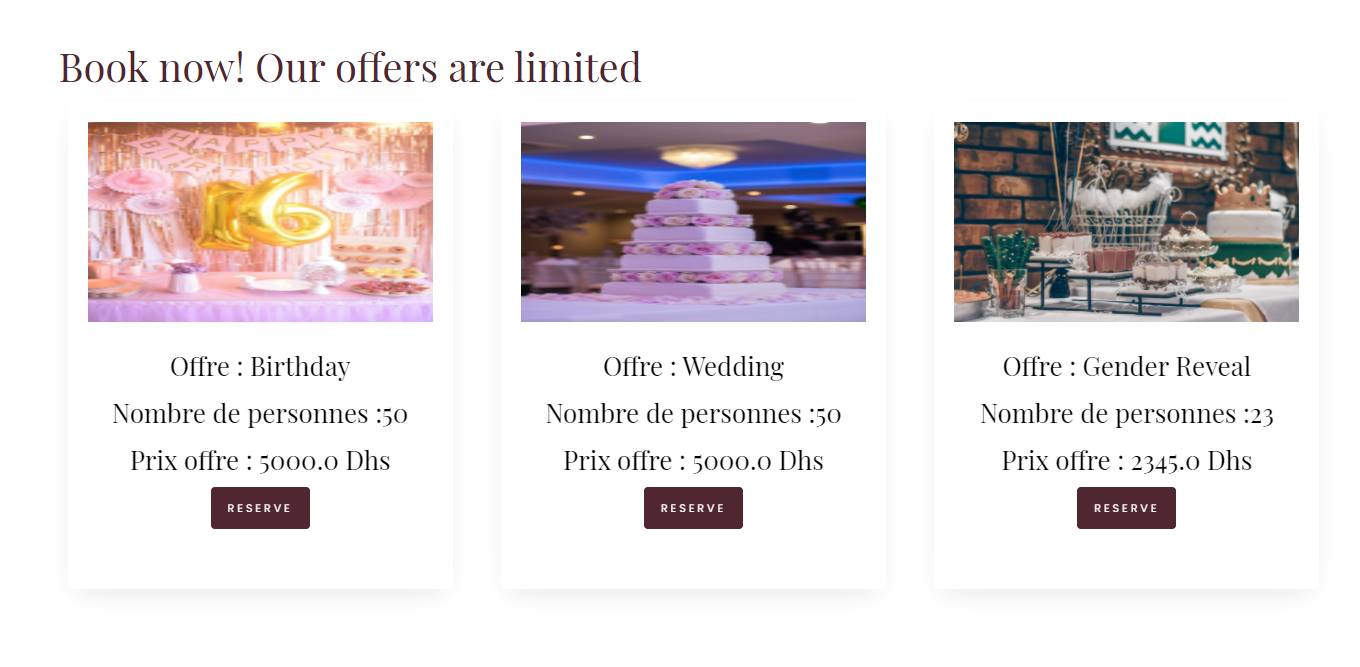 Book now! Our offers are limited
HAPPY
BIRTHDAY
16
Offre : Birthday
Nombre de personnes :50
Prix offre : 5000.0 Dhs
RESERVE
Offre : Wedding
Nombre de personnes :50
Prix offre : 5000.0 Dhs
RESERVE
Offre : Gender Reveal
Nombre de personnes :23
Prix offre : 2345.0 Dhs
RESERVE